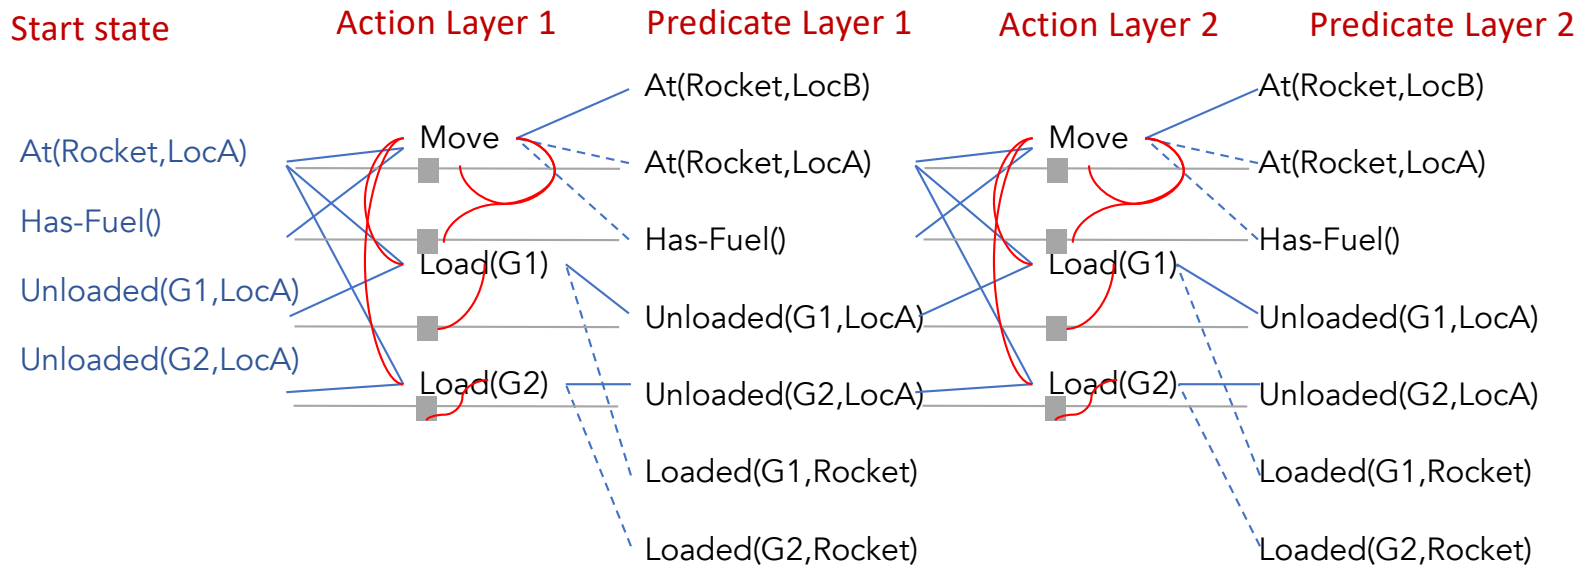 Start state
Action Layer 1
Predicate Layer 1
Action Layer 2
Predicate Layer 2
At(Rocket,LocA)
Has-Fuel()
Unloaded(G1,LocA)
Unloaded(G2,LocA)
Move
Load(G1)
Load(G2)
At(Rocket,LocB)
At(Rocket,LocA)
Has-Fuel()
Unloaded(G1,LocA)
Unloaded(G2,LocA)
Loaded(G1,Rocket)
Loaded(G2,Rocket)
Move
Load(G1)
Load(G2)
At(Rocket,LocB)
At(Rocket,LocA)
Has-Fuel()
Unloaded(G1,LocA)
Unloaded(G2,LocA)
Loaded(G1,Rocket)
Loaded(G2,Rocket)